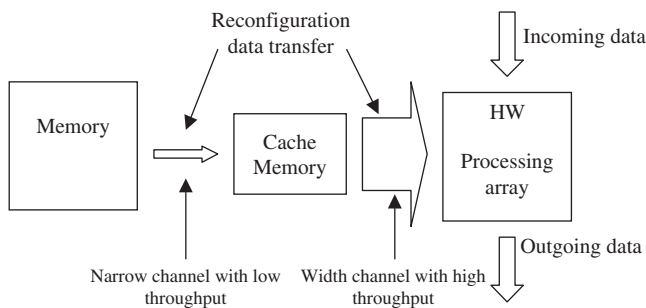 Reconfiguration
data transfer
Incoming data
Memory
Cache
Memory
HW
Processing
array
Outgoing data
Narrow channel with low
throughput
Width channel with high
throughput